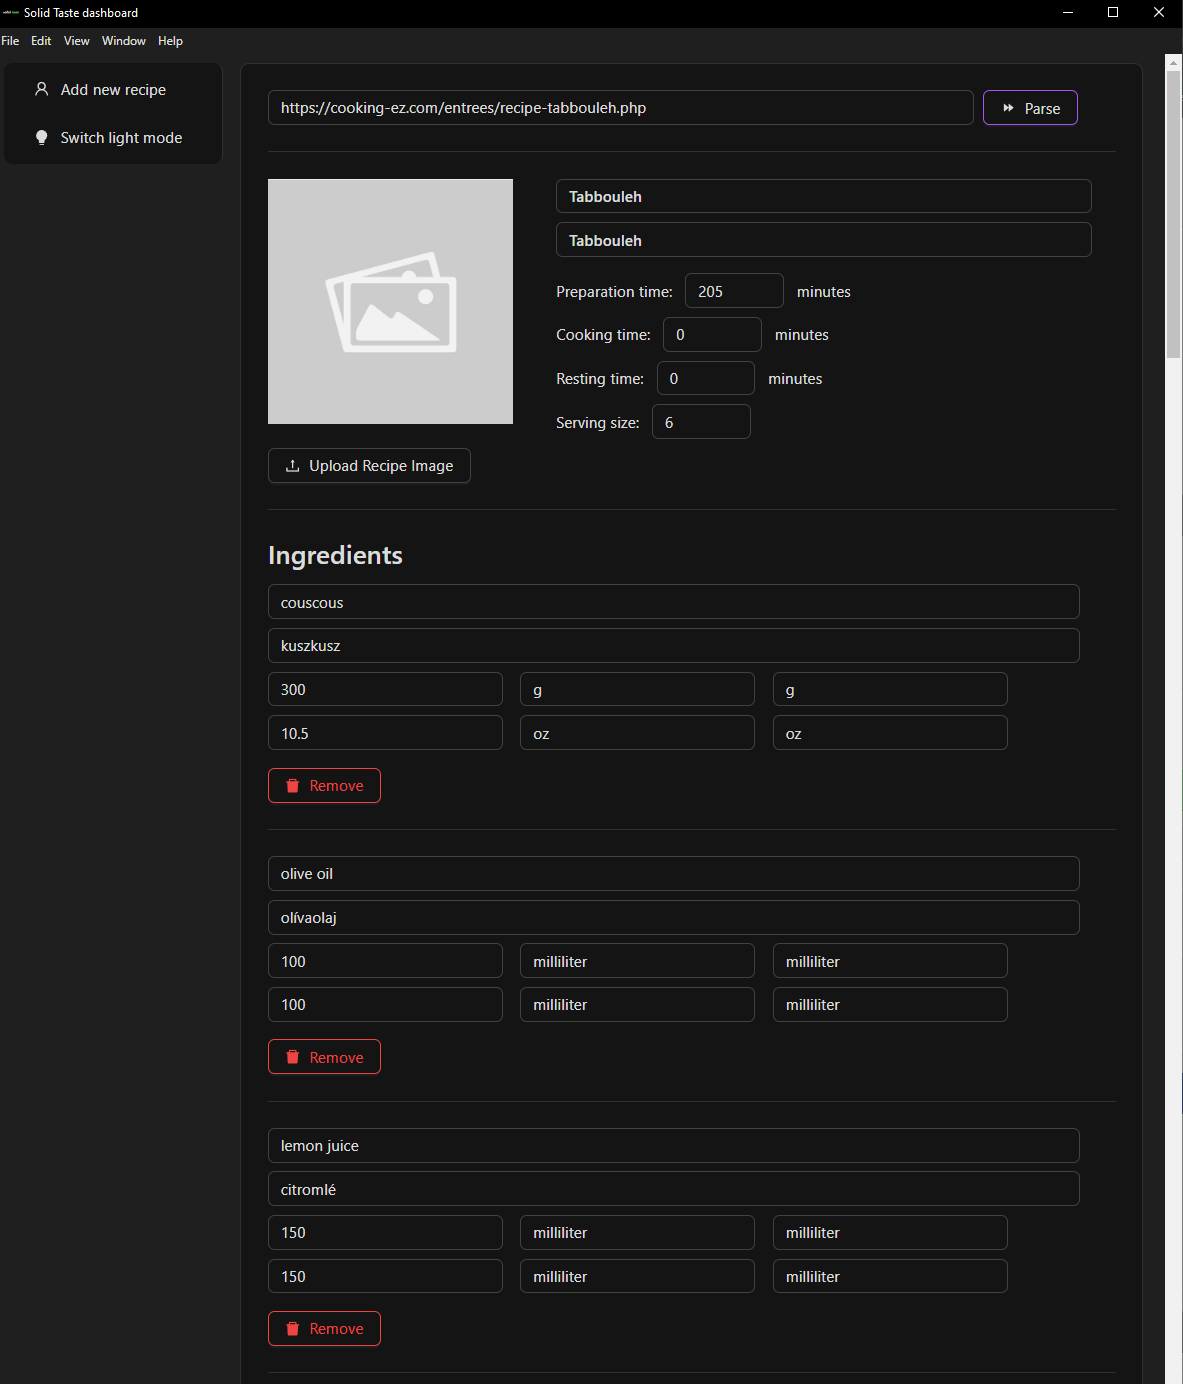 Solid Taste dashboard
File Edit View Window Help
Add new recipe
Switch light mode
https://cooking-ez.com/entrees/recipe-tabbouleh.php Parse
Tabbouleh
Tabbouleh
Preparation time: 205 minutes
Cooking time: 0 minutes
Resting time: 0 minutes
Serving size: 6
Upload Recipe Image
Ingredients
couscous
kuszkusz
300 g g
10.5 oz oz
Remove
olive oil
olívaolaj
100 milliliter milliliter
100 milliliter milliliter
Remove
lemon juice
citromlé
150 milliliter milliliter
150 milliliter milliliter
Remove